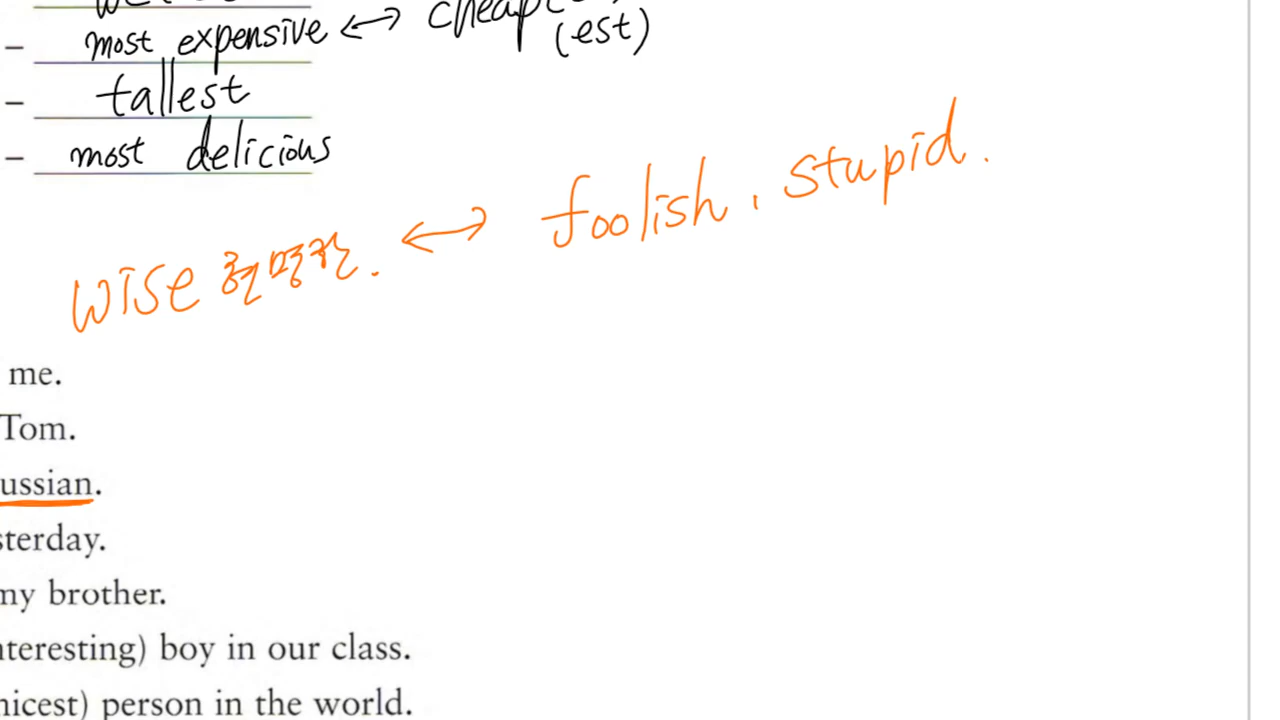 - most expensive ↔ cheap
(est)
- tallest
- most delicious
wise 현명한. ↔ foolish, stupid.
me.
Tom.
ussian.
sterday.
my brother.
nteresting) boy in our class.
nicest) person in the world.